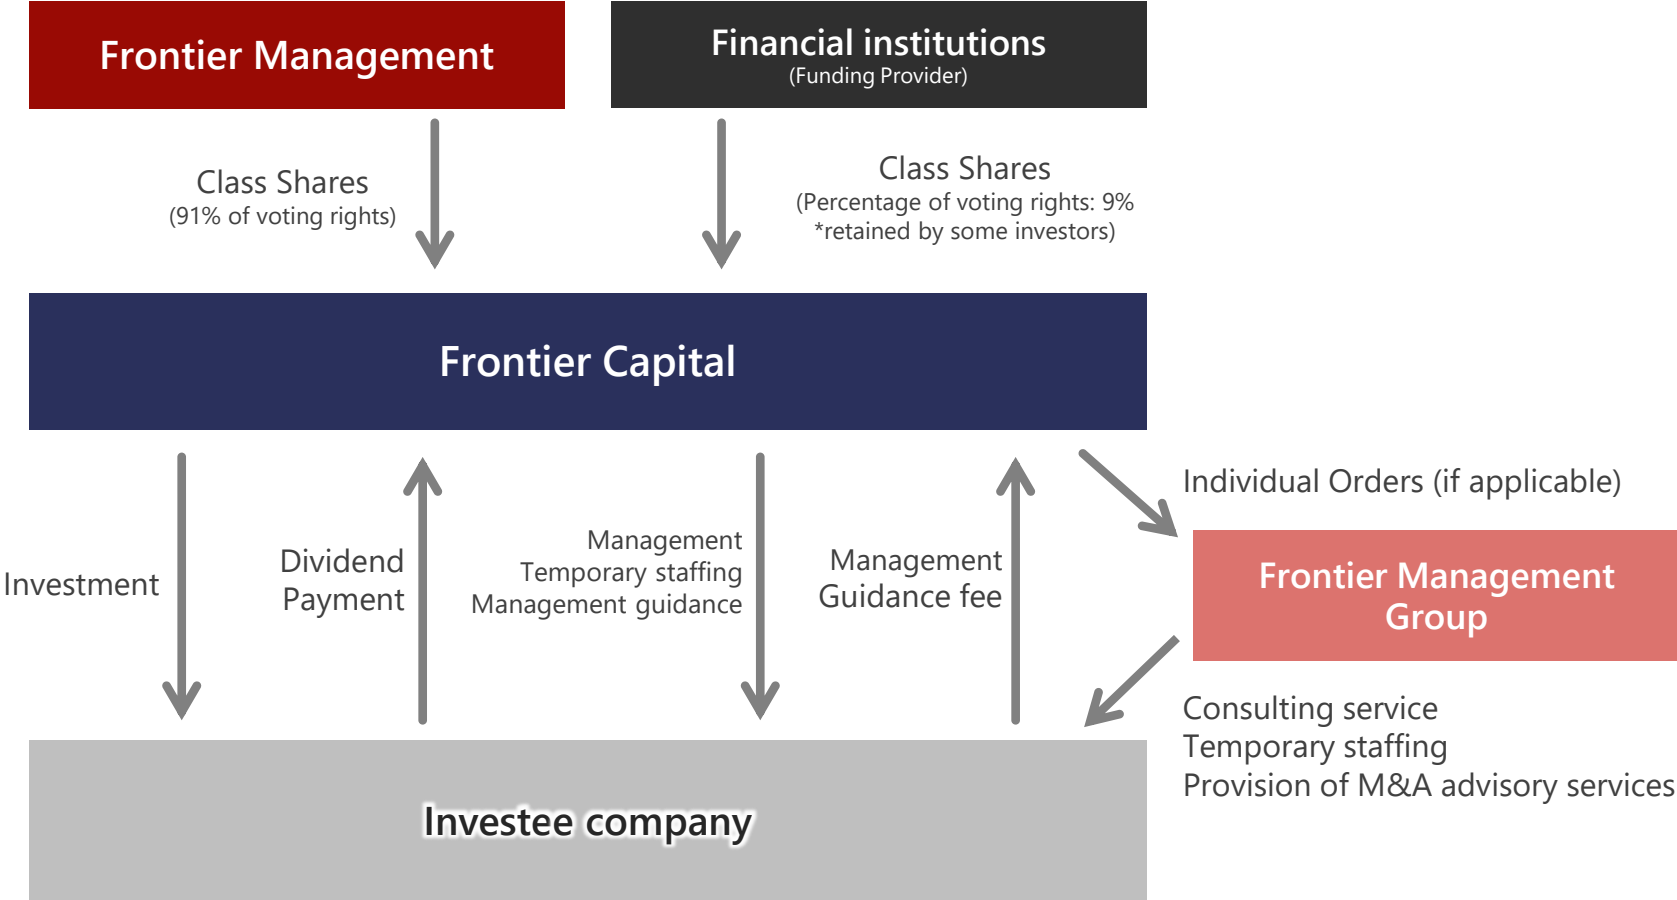 Frontier Management
Financial institutions
(Funding Provider)
Class Shares
(91% of voting rights)
Class Shares
(Percentage of voting rights: 9%
*retained by some investors)
Frontier Capital
Investment
Dividend
Payment
Management
Temporary staffing
Management guidance
Management
Guidance fee
Individual Orders (if applicable)
Frontier Management
Group
Consulting service
Temporary staffing
Provision of M&A advisory services
Investee company